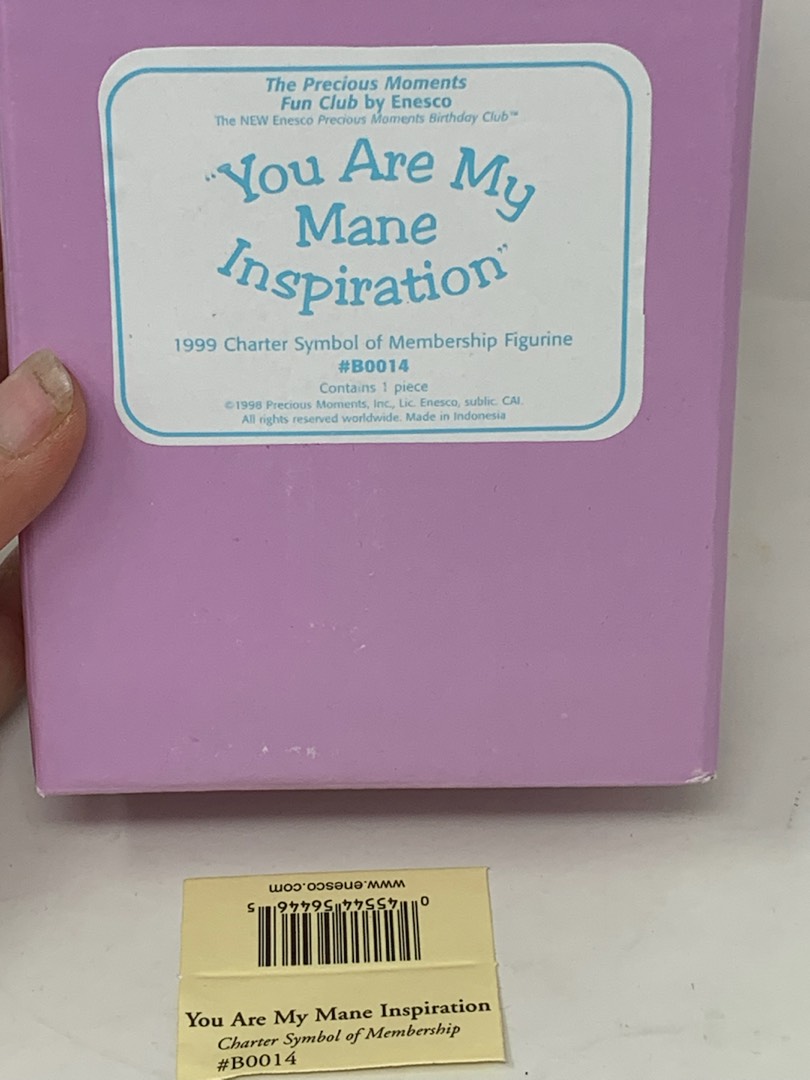 The Precious Moments
Fun Club by Enesco
The NEW Enesco Precious Moments Birthday Club™
"You Are My
Mane
Inspiration"
1999 Charter Symbol of Membership Figurine
#B0014
Contains 1 piece
©1998 Precious Moments, Inc., Lic. Enesco, sublic. CAI.
All rights reserved worldwide. Made in Indonesia
www.enesco.com
0 45544 56446 5
You Are My Mane Inspiration
Charter Symbol of Membership
#B0014